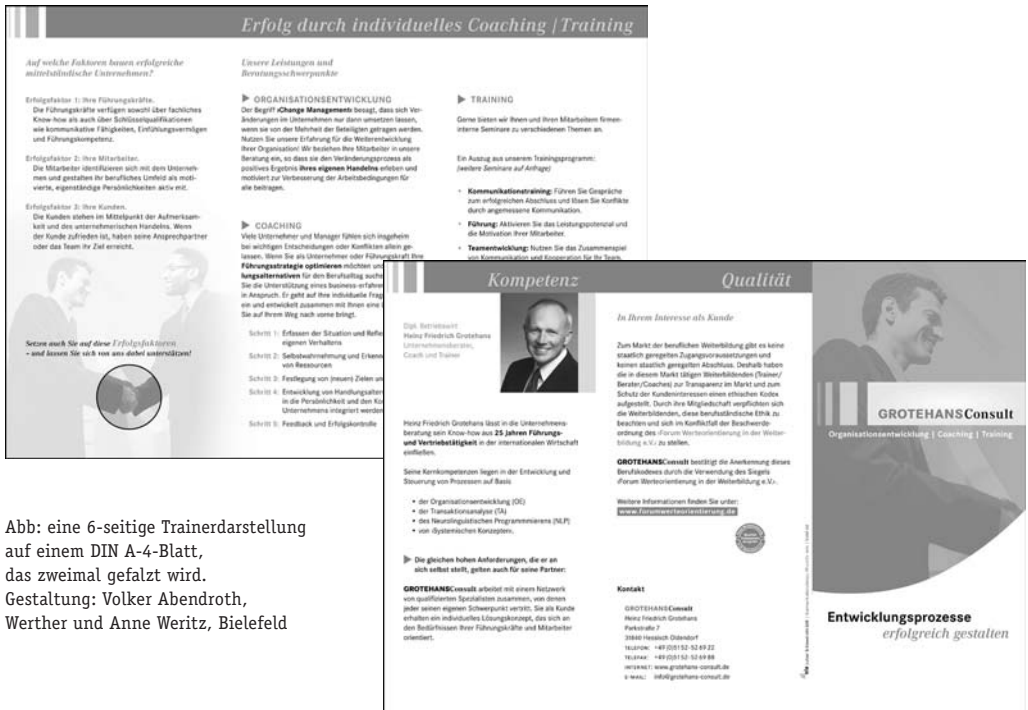 Erfolg durch individuelles Coaching | Training
Auf welche Faktoren bauen erfolgreiche
mittelständische Unternehmen?
Erfolgsfaktor 1: Ihre Führungskräfte.
Die Führungskräfte verfügen sowohl über fachliches
Know-how als auch über Schlüsselqualifikationen
wie kommunikative Fähigkeiten, Einfühlungsvermögen
und Führungskompetenz.
Erfolgsfaktor 2: Ihre Mitarbeiter.
Die Mitarbeiter identifizieren sich mit dem Unterneh-
men und gestalten ihr berufliches Umfeld als moti-
vierte, eigenständige Persönlichkeiten aktiv mit.
Erfolgsfaktor 3: Ihre Kunden.
Die Kunden stehen im Mittelpunkt der Aufmerksam-
keit und des unternehmerischen Handelns. Wenn
der Kunde zufrieden ist, haben seine Ansprechpartner
oder das Team ihr Ziel erreicht.
Setzen auch Sie auf diese Erfolgsfaktoren
– und lassen Sie sich von uns dabei unterstützen!
Unsere Leistungen und
Beratungsschwerpunkte
ORGANISATIONSENTWICKLUNG
Der Begriff ›Change Management‹ besagt, dass sich Ver-
änderungen im Unternehmen nur dann umsetzen lassen,
wenn sie von der Mehrheit der Beteiligten getragen werden.
Nutzen Sie unsere Erfahrung für die Weiterentwicklung
Ihrer Organisation! Wir beziehen Ihre Mitarbeiter in unsere
Beratung ein, so dass sie den Veränderungsprozess als
positives Ergebnis ihres eigenen Handelns erleben und
motiviert zur Verbesserung der Arbeitsbedingungen für
alle beitragen.
COACHING
Viele Unternehmer und Manager fühlen sich insgeheim
bei wichtigen Entscheidungen oder Konflikten allein ge-
lassen. Wenn Sie als Unternehmer oder Führungskraft Ihre
Führungsstrategie optimieren möchten und
lungsalternativen für den Berufsalltag suche
Sie die Unterstützung eines business-erfahre
in Anspruch. Er geht auf Ihre individuelle Frag
ein und entwickelt zusammen mit Ihnen eine
Sie auf Ihrem Weg nach vorne bringt.
Schritt 1: Erfassen der Situation und Refle
eigenen Verhaltens
Schritt 2: Selbstwahrnehmung und Erkenne
von Ressourcen
Schritt 3: Festlegung von (neuen) Zielen un
Schritt 4: Entwicklung von Handlungsalter
in die Persönlichkeit und den Ko
Unternehmens integriert werde
Schritt 5: Feedback und Erfolgskontrolle
TRAINING
Gerne bieten wir Ihnen und Ihren Mitarbeitern firmen-
interne Seminare zu verschiedenen Themen an.
Ein Auszug aus unserem Trainingsprogramm:
(weitere Seminare auf Anfrage)
• Kommunikationstraining: Führen Sie Gespräche
zum erfolgreichen Abschluss und lösen Sie Konflikte
durch angemessene Kommunikation.
• Führung: Aktivieren Sie das Leistungspotenzial und
die Motivation Ihrer Mitarbeiter.
• Teamentwicklung: Nutzen Sie das Zusammenspiel
von Kommunikation und Kooperation für Ihr Team.
Kompetenz
Dipl. Betriebswirt
Heinz Friedrich Grotehans
Unternehmensberater,
Coach und Trainer
Heinz Friedrich Grotehans lässt in die Unternehmens-
beratung sein Know-how aus 25 Jahren Führungs-
und Vertriebstätigkeit in der internationalen Wirtschaft
einfließen.
Seine Kernkompetenzen liegen in der Entwicklung und
Steuerung von Prozessen auf Basis
• der Organisationsentwicklung (OE)
• der Transaktionsanalyse (TA)
• des Neurolinguistischen Programmmierens (NLP)
• von ›Systemischen Konzepten‹.
Die gleichen hohen Anforderungen, die er an
sich selbst stellt, gelten auch für seine Partner:
GROTEHANSConsult arbeitet mit einem Netzwerk
von qualifizierten Spezialisten zusammen, von denen
jeder seinen eigenen Schwerpunkt vertritt. Sie als Kunde
erhalten ein individuelles Lösungskonzept, das sich an
den Bedürfnissen Ihrer Führungskräfte und Mitarbeiter
orientiert.
Qualität
In Ihrem Interesse als Kunde
Zum Markt der beruflichen Weiterbildung gibt es keine
staatlich geregelten Zugangsvoraussetzungen und
keinen staatlich geregelten Abschluss. Deshalb haben
die in diesem Markt tätigen Weiterbildenden (Trainer/
Berater/Coaches) zur Transparenz im Markt und zum
Schutz der Kundeninteressen einen ethischen Kodex
aufgestellt. Durch ihre Mitgliedschaft verpflichten sich
die Weiterbildenden, diese berufsständische Ethik zu
beachten und sich im Konfliktfall der Beschwerde-
ordnung des ›Forum Werteorientierung in der Weiter-
bildung e.V.‹ zu stellen.
GROTEHANSConsult bestätigt die Anerkennung dieses
Berufskodexes durch die Verwendung des Siegels
›Forum Werteorientierung in der Weiterbildung e.V.‹.
Weitere Informationen finden Sie unter:
www.forumwerteorientierung.de
Kontakt
GROTEHANSConsult
Heinz Friedrich Grotehans
Parkstraße 7
31840 Hessisch Oldendorf
TELEFON: +49 (0)5152-52 69 22
TELEFAX: +49 (0)5152-52 69 88
INTERNET: www.grotehans-consult.de
E-MAIL: info@grotehans-consult.de
GROTEHANSConsult
Organisationsentwicklung | Coaching | Training
Entwicklungsprozesse
erfolgreich gestalten
Abb: eine 6-seitige Trainerdarstellung
auf einem DIN A-4-Blatt,
das zweimal gefalzt wird.
Gestaltung: Volker Abendroth,
Werther und Anne Weritz, Bielefeld